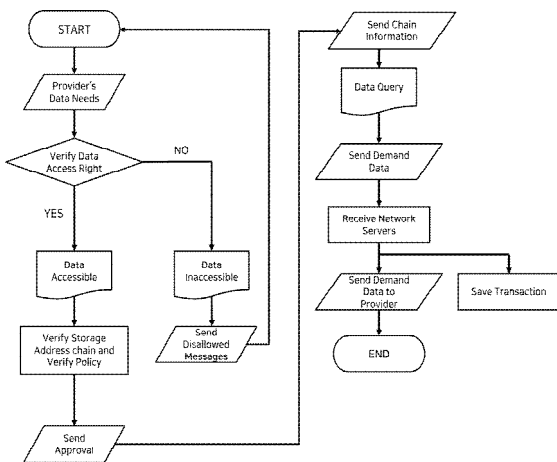 START
Provider's
Data Needs
Verify Data
Access Right
NO
YES
Data
Accessible
Data
Inaccessible
Verify Storage
Address chain and
Verify Policy
Send
Disallowed
Messages
Send
Approval
Send Chain
Information
Data Query
Send Demand
Data
Receive Network
Servers
Send Demand
Data to
Provider
Save Transaction
END